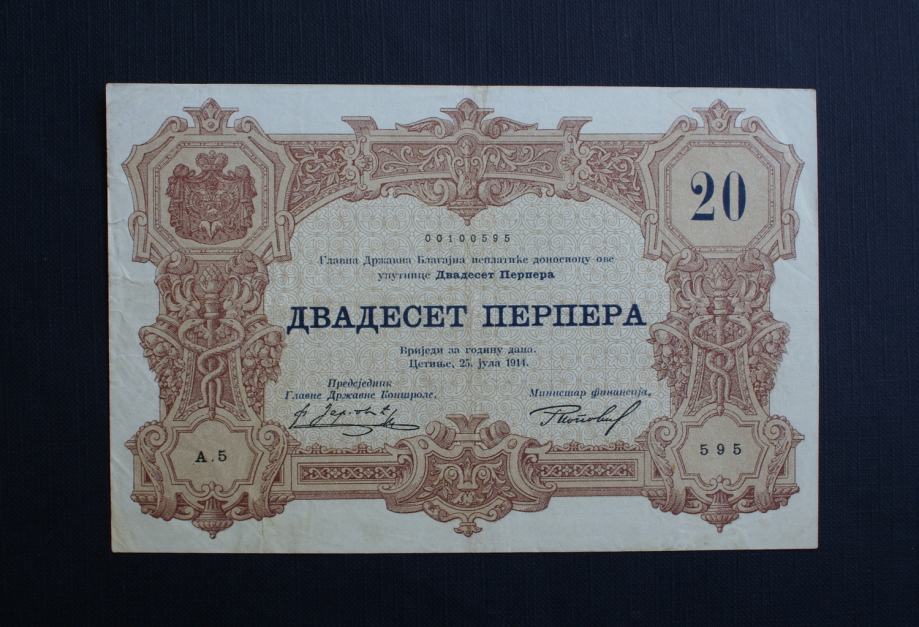 20
00100595
Главна Државна Благајна исплатиће доносиоцу ове
упутнице Двадесет Перпера
ДВАДЕСЕТ ПЕРПЕРА
Вриједи за годину дана.
Цетиње, 25. јула 1914.
Предсједник
Главне Државне Контроле,
Министар финансија,
А.5
595